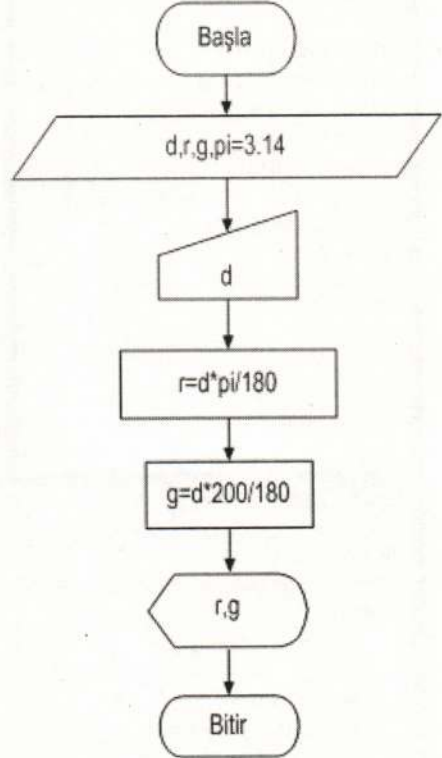 Başla
d,r,g,pi=3.14
d
r=d*pi/180
g=d*200/180
r,g
Bitir